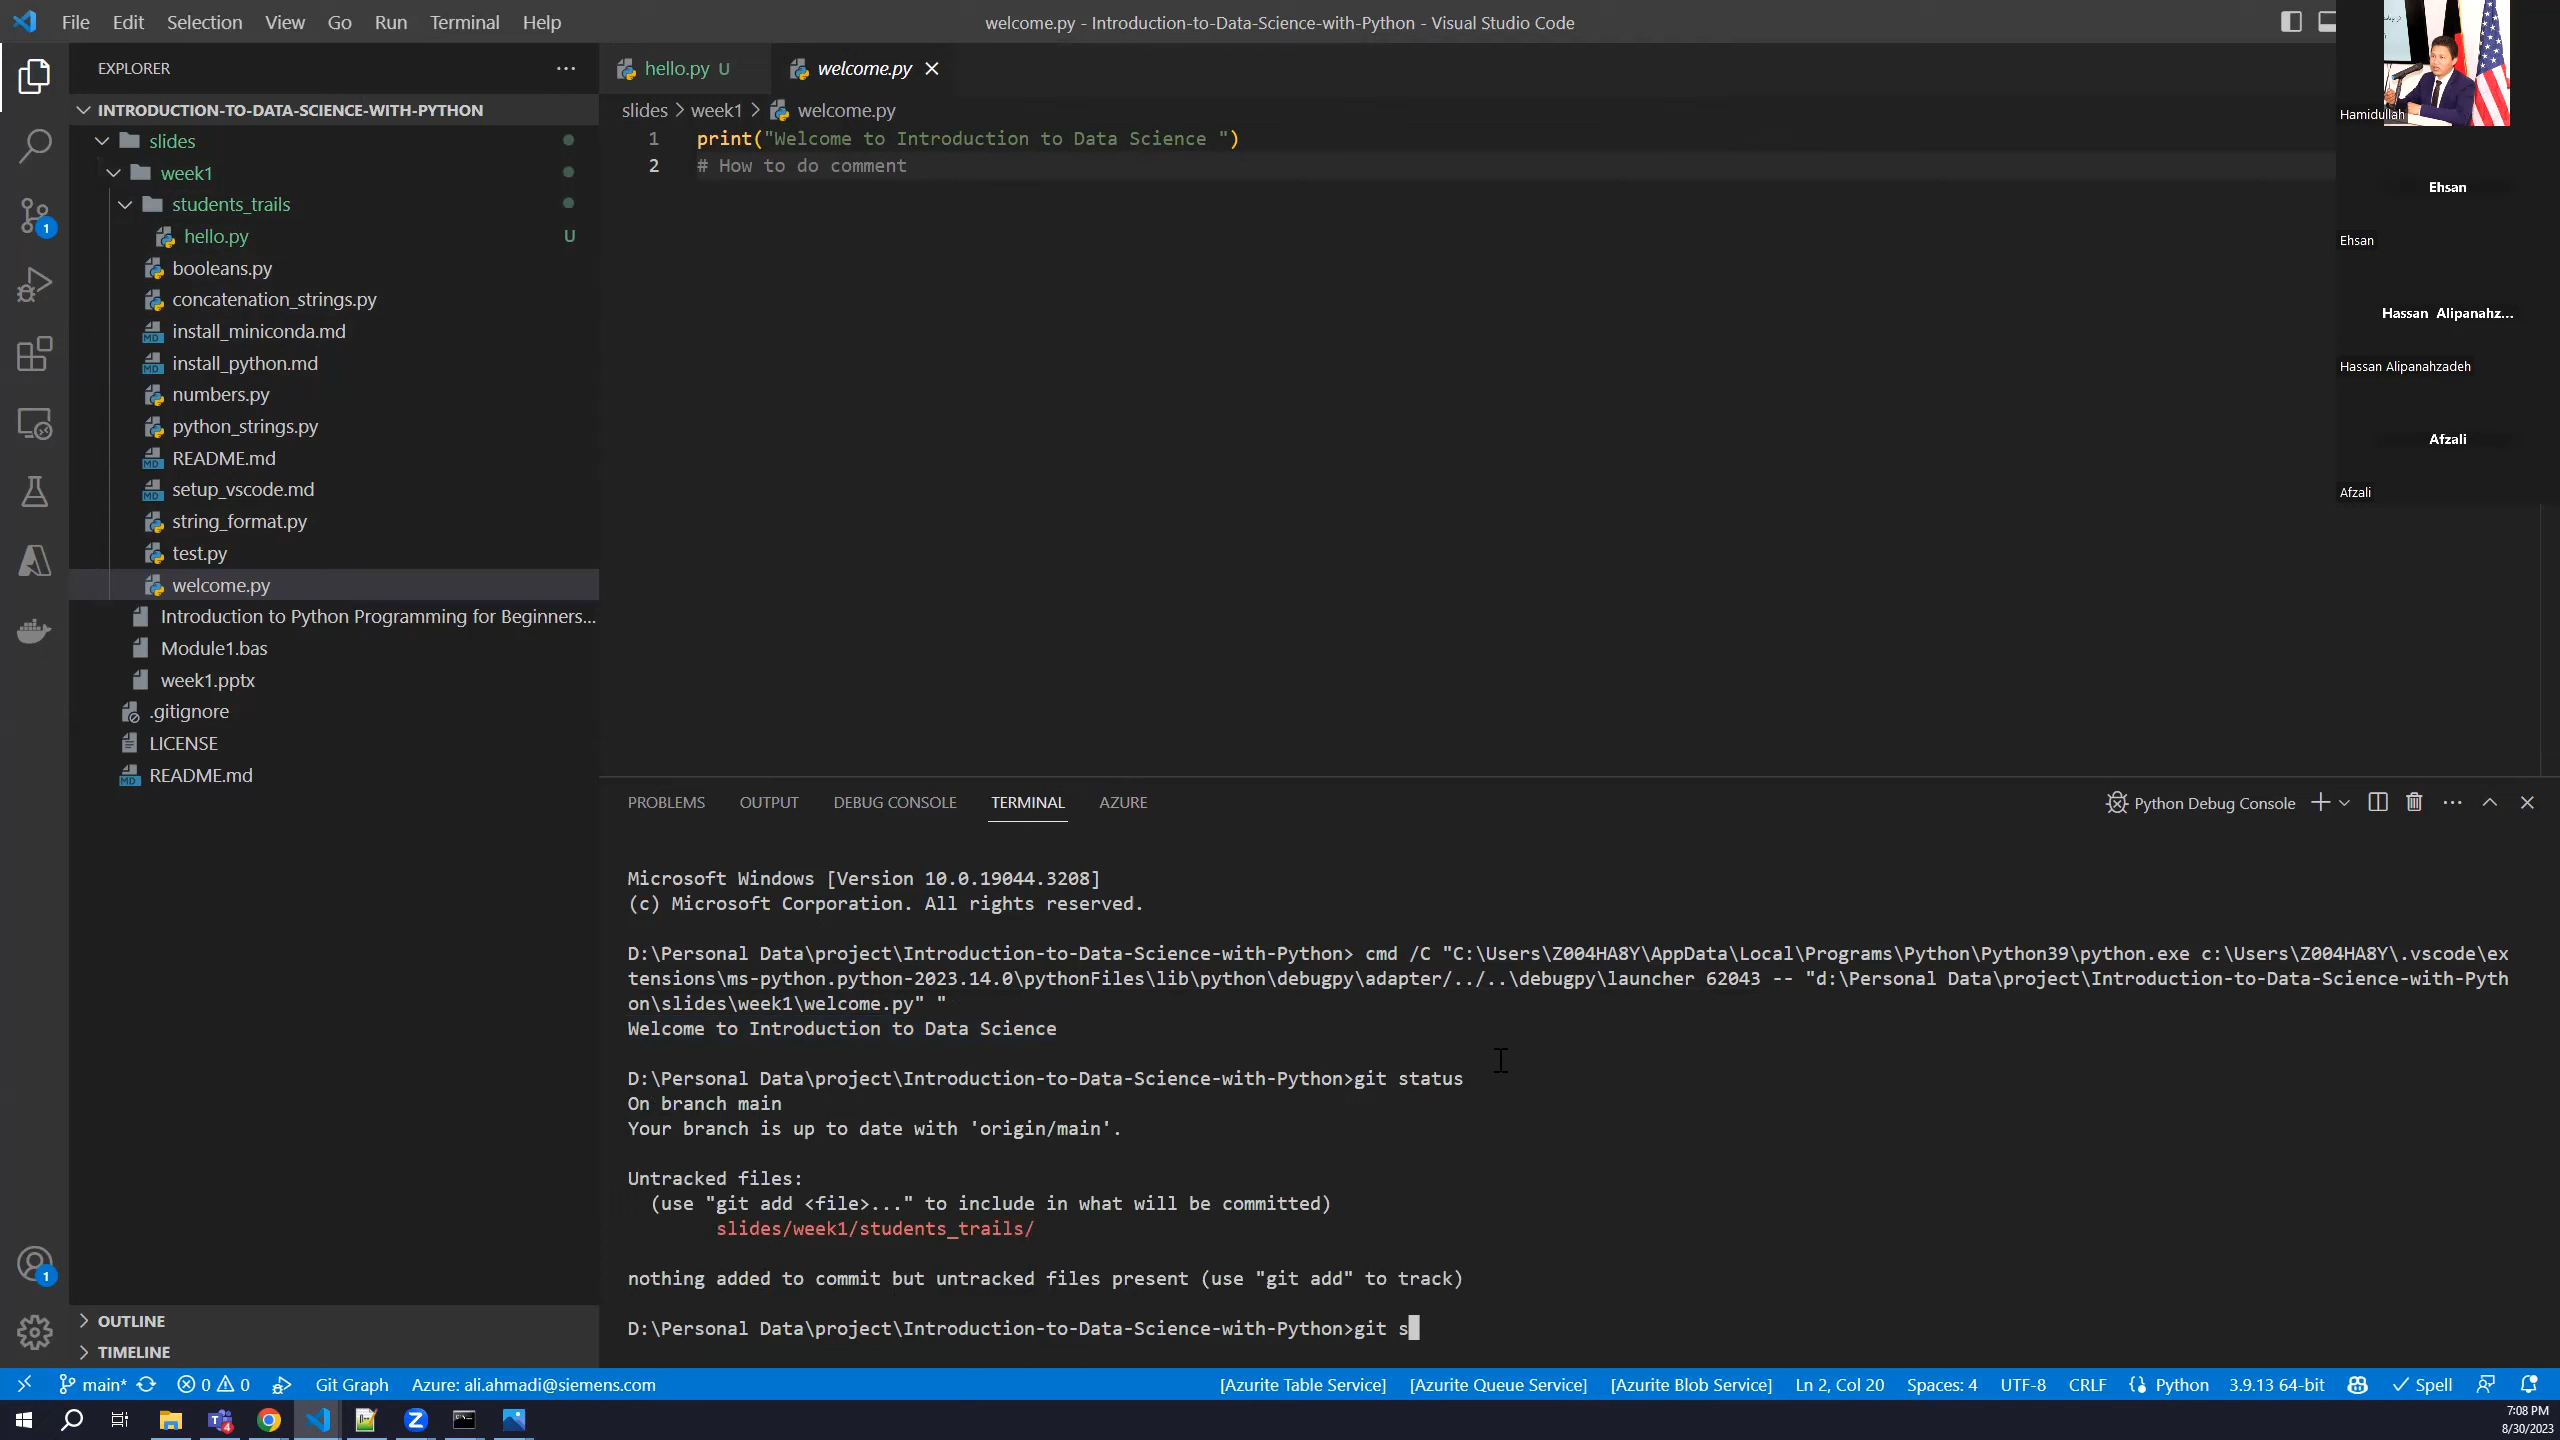 File Edit Selection View Go Run Terminal Help
welcome.py - Introduction-to-Data-Science-with-Python - Visual Studio Code
EXPLORER
INTRODUCTION-TO-DATA-SCIENCE-WITH-PYTHON
slides
week1
students_trails
hello.py U
booleans.py
concatenation_strings.py
install_miniconda.md
install_python.md
numbers.py
python_strings.py
README.md
setup_vscode.md
string_format.py
test.py
welcome.py
Introduction to Python Programming for Beginners...
Module1.bas
week1.pptx
.gitignore
LICENSE
README.md
OUTLINE
TIMELINE
1
1
hello.py U
welcome.py
slides > week1 > welcome.py
1 print("Welcome to Introduction to Data Science ")
2 # How to do comment
Hamidullah
Ehsan
Ehsan
Hassan Alipanahz...
Hassan Alipanahzadeh
Afzali
Afzali
PROBLEMS OUTPUT DEBUG CONSOLE TERMINAL AZURE
Python Debug Console
Microsoft Windows [Version 10.0.19044.3208]
(c) Microsoft Corporation. All rights reserved.
D:\Personal Data\project\Introduction-to-Data-Science-with-Python> cmd /C "C:\Users\Z004HA8Y\AppData\Local\Programs\Python\Python39\python.exe c:\Users\Z004HA8Y\.vscode\ex
tensions\ms-python.python-2023.14.0\pythonFiles\lib\python\debugpy\adapter/../..\debugpy\launcher 62043 -- "d:\Personal Data\project\Introduction-to-Data-Science-with-Pyth
on\slides\week1\welcome.py" "
Welcome to Introduction to Data Science
D:\Personal Data\project\Introduction-to-Data-Science-with-Python>git status
On branch main
Your branch is up to date with 'origin/main'.
Untracked files:
(use "git add <file>..." to include in what will be committed)
slides/week1/students_trails/
nothing added to commit but untracked files present (use "git add" to track)
D:\Personal Data\project\Introduction-to-Data-Science-with-Python>git s
main* 0 0 Git Graph Azure: ali.ahmadi@siemens.com [Azurite Table Service] [Azurite Queue Service] [Azurite Blob Service] Ln 2, Col 20 Spaces: 4 UTF-8 CRLF Python 3.9.13 64-bit Spell
4
7:08 PM
8/30/2023